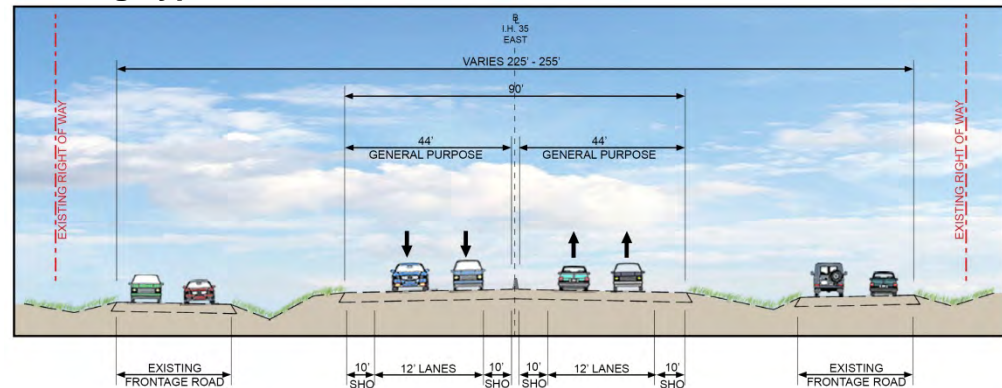 ℄
I.H. 35
EAST
VARIES 225' - 255'
90'
44'
GENERAL PURPOSE
44'
GENERAL PURPOSE
EXISTING RIGHT OF WAY
EXISTING RIGHT OF WAY
EXISTING
FRONTAGE ROAD
10'
SHO
12' LANES
10'
SHO
10'
SHO
12' LANES
10'
SHO
EXISTING
FRONTAGE ROAD